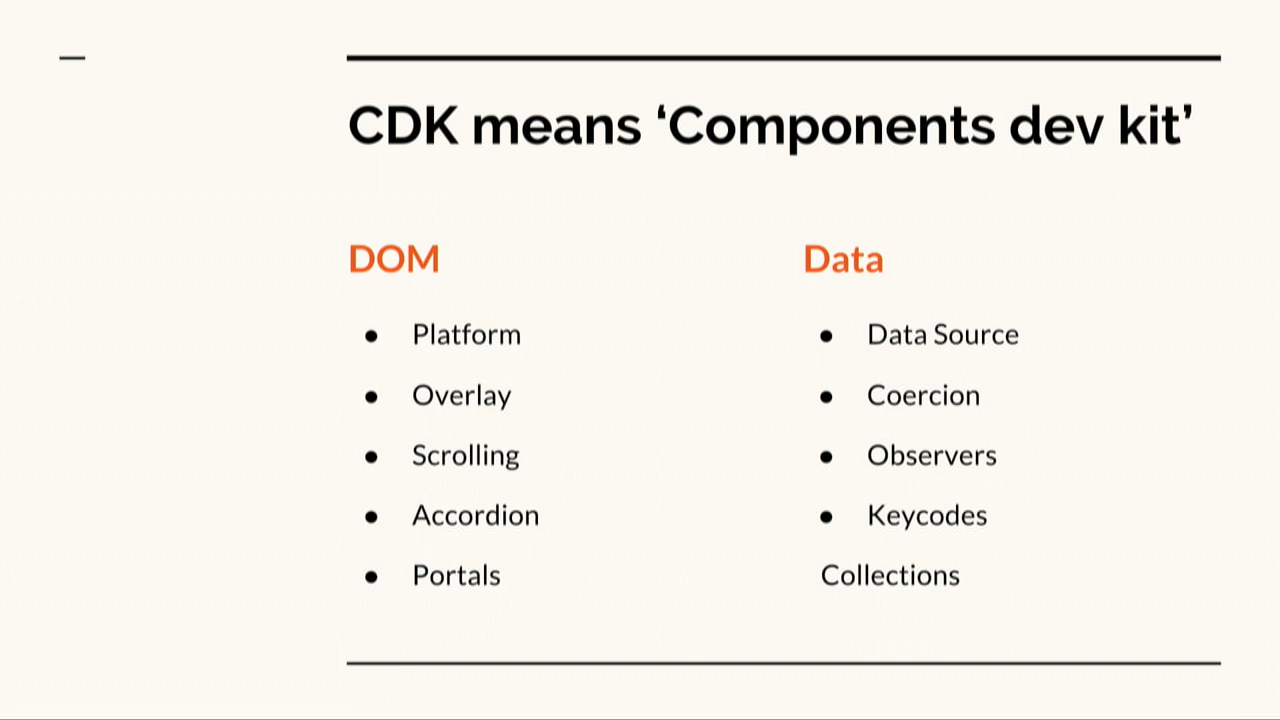 CDK means ‘Components dev kit’
DOM
● Platform
● Overlay
● Scrolling
● Accordion
● Portals
Data
● Data Source
● Coercion
● Observers
● Keycodes
Collections